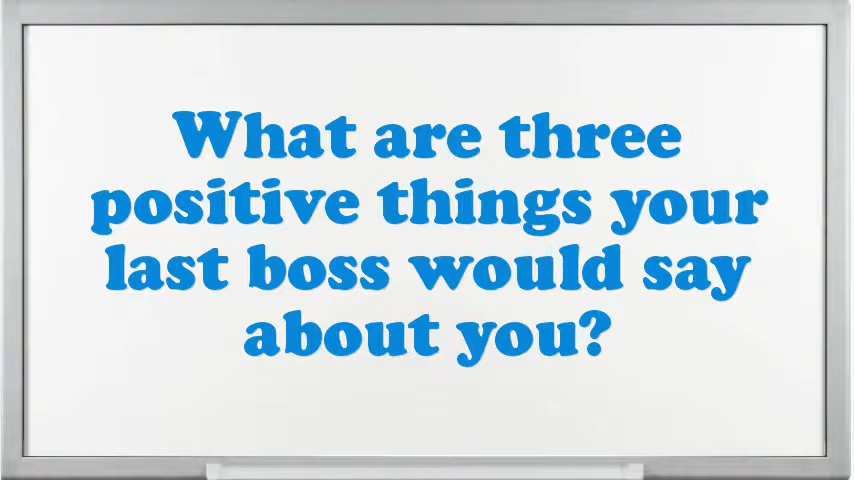 What are three
positive things your
last boss would say
about you?